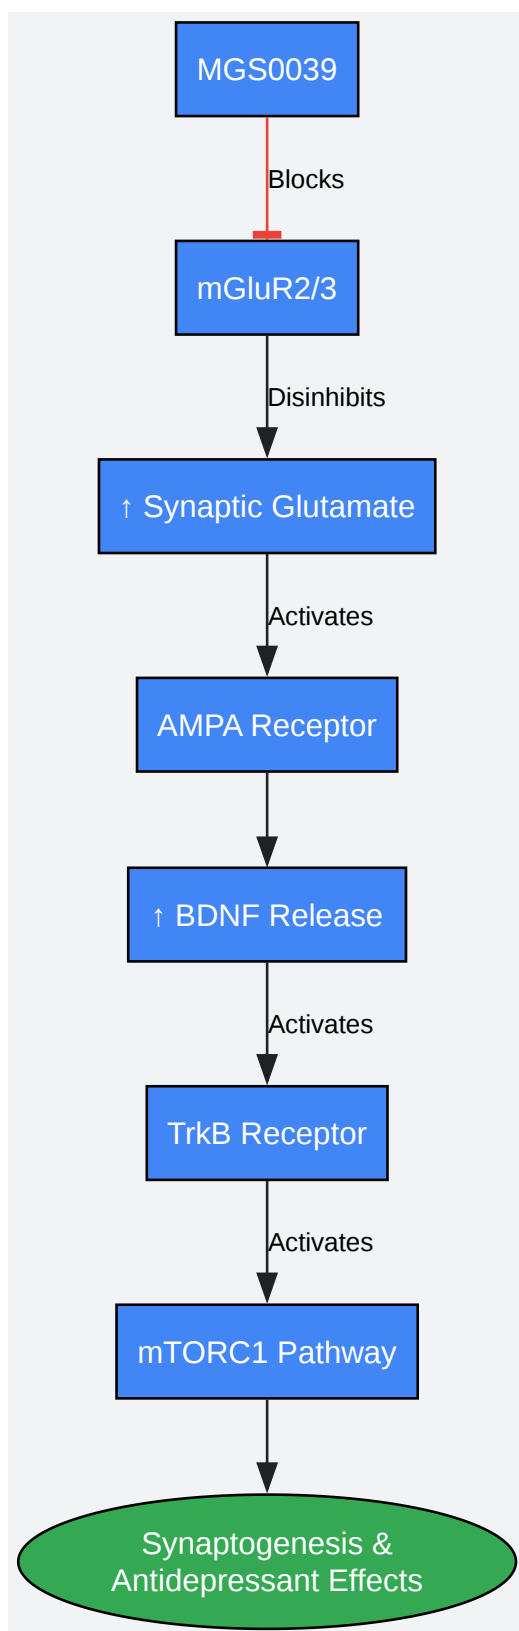 MGS0039
Blocks
mGluR2/3
Disinhibits
↑ Synaptic Glutamate
Activates
AMPA Receptor
↑ BDNF Release
Activates
TrkB Receptor
Activates
mTORC1 Pathway
Synaptogenesis &
Antidepressant Effects